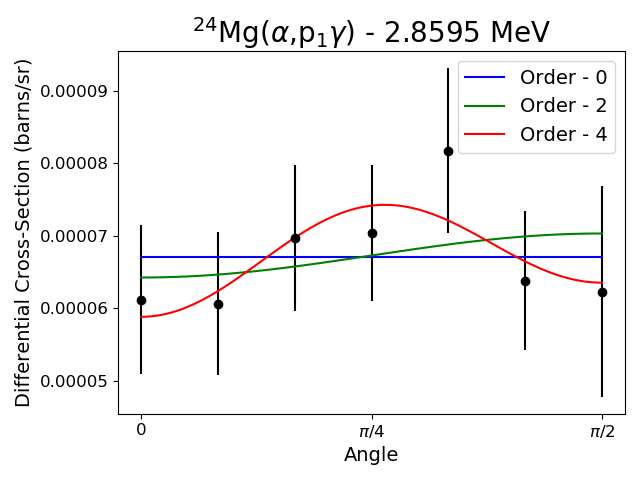 ²⁴Mg(α,p₁γ) - 2.8595 MeV
Differential Cross-Section (barns/sr)
0.00009
0.00008
0.00007
0.00006
0.00005
Order - 0
Order - 2
Order - 4
0
π/4
π/2
Angle